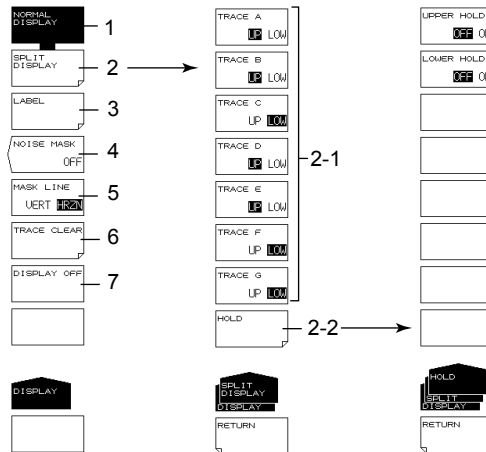 NORMAL
DISPLAY
1
SPLIT
DISPLAY
2
LABEL
3
NOISE MASK
OFF
4
MASK LINE
VERT HRZN
5
TRACE CLEAR
6
DISPLAY OFF
7
DISPLAY
TRACE A
UP LOW
TRACE B
UP LOW
TRACE C
UP LOW
TRACE D
UP LOW
TRACE E
UP LOW
TRACE F
UP LOW
TRACE G
UP LOW
2-1
HOLD
2-2
SPLIT
DISPLAY
DISPLAY
RETURN
UPPER HOLD
OFF
LOWER HOLD
OFF
HOLD
SPLIT
DISPLAY
RETURN